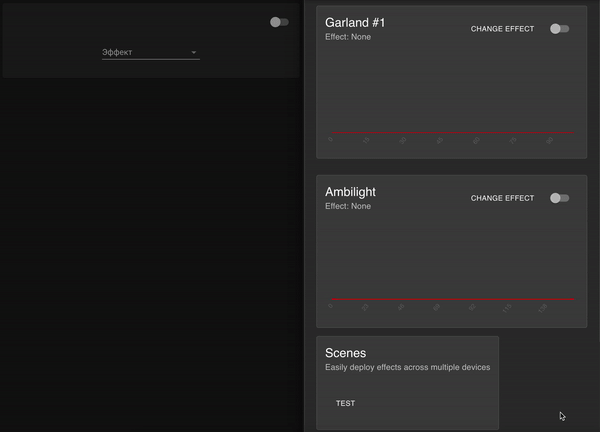 Эффект
Garland #1
CHANGE EFFECT
Effect: None
Ambilight
CHANGE EFFECT
Effect: None
Scenes
Easily deploy effects across multiple devices
TEST